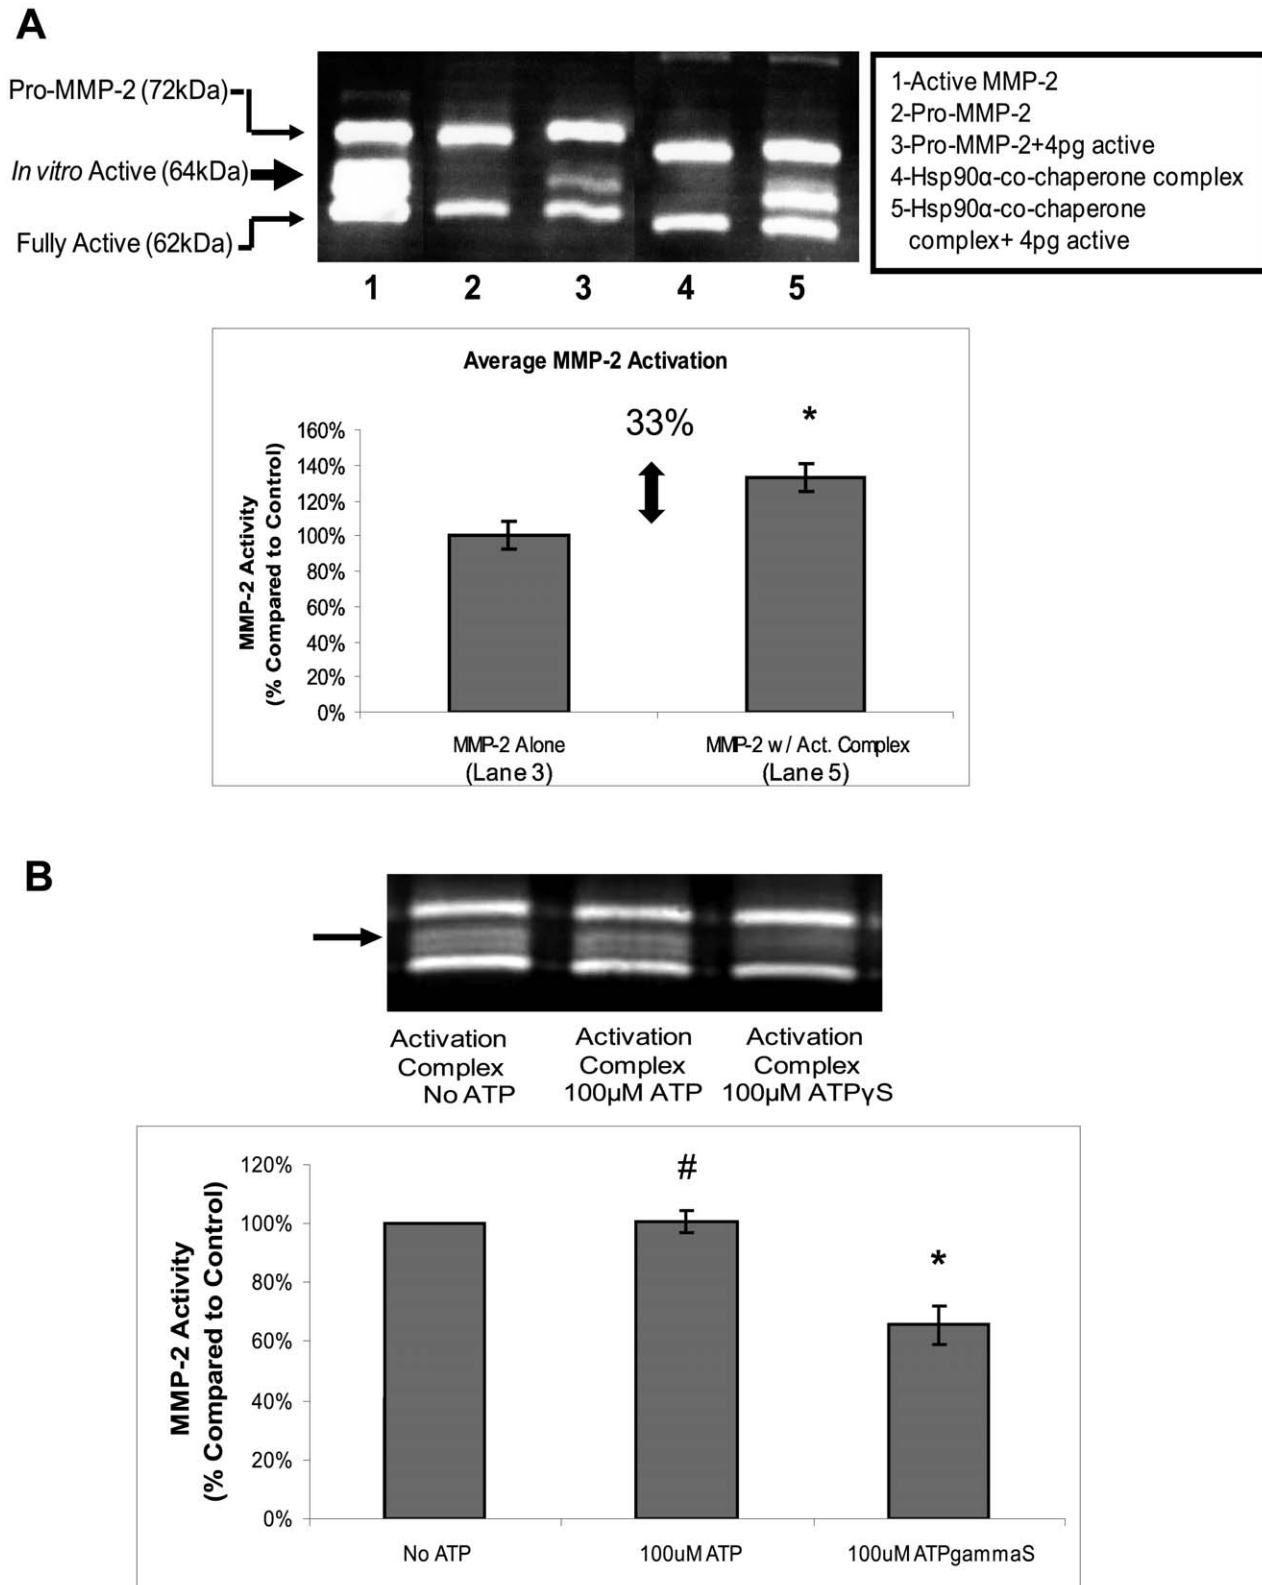 A
Pro-MMP-2 (72kDa)
In vitro Active (64kDa)
Fully Active (62kDa)
1 2 3 4 5
1-Active MMP-2
2-Pro-MMP-2
3-Pro-MMP-2+4pg active
4-Hsp90α-co-chaperone complex
5-Hsp90α-co-chaperone
complex+ 4pg active
Average MMP-2 Activation
33%
*
MMP-2 Activity
(% Compared to Control)
160%
140%
120%
100%
80%
60%
40%
20%
0%
MMP-2 Alone
(Lane 3)
MMP-2 w/ Act. Complex
(Lane 5)
B
Activation
Complex
No ATP
Activation
Complex
100µM ATP
Activation
Complex
100µM ATPγS
MMP-2 Activity
(% Compared to Control)
120%
100%
80%
60%
40%
20%
0%
#
*
No ATP
100uM ATP
100uM ATPgammaS